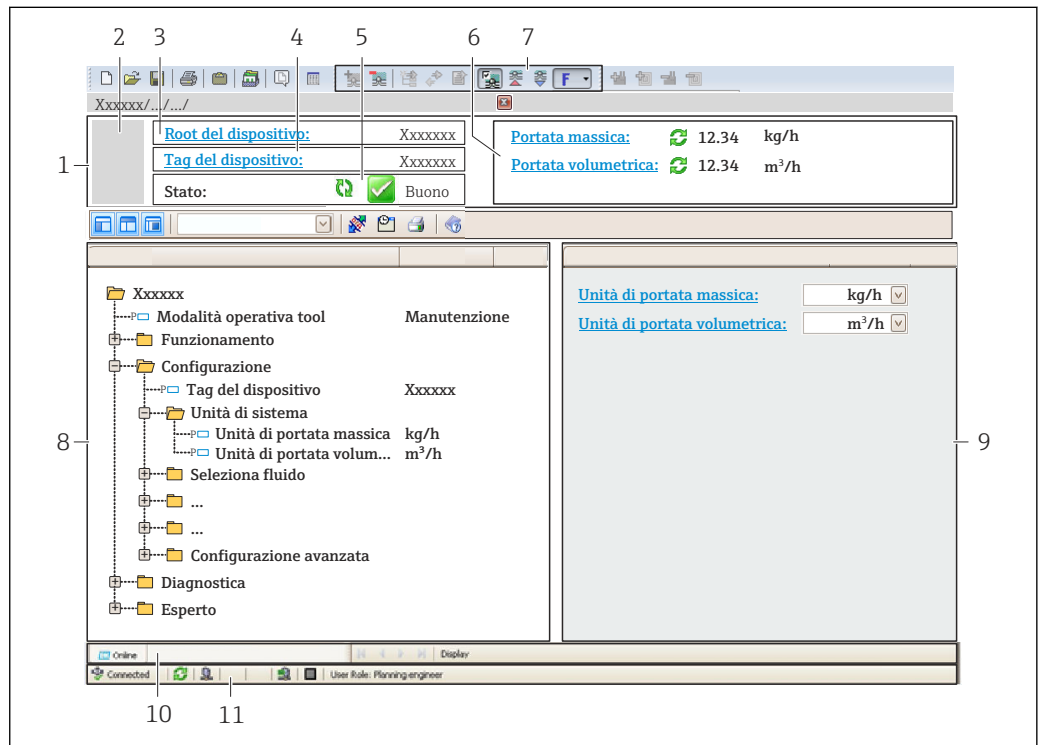 2 3 4 5 6 7
F
Xxxxxx/.../.../
1
Root del dispositivo: Xxxxxxx
Tag del dispositivo: Xxxxxxx
Stato: Buono
Portata massica: 12.34 kg/h
Portata volumetrica: 12.34 m³/h
Xxxxxx
P Modalità operativa tool Manutenzione
Funzionamento
Configurazione
P Tag del dispositivo Xxxxxx
Unità di sistema
P Unità di portata massica kg/h
P Unità di portata volum... m³/h
Seleziona fluido
...
...
Configurazione avanzata
Diagnostica
Esperto
8
Unità di portata massica: kg/h
Unità di portata volumetrica: m³/h
9
Online Display
Connected User Role: Planning engineer
10 11